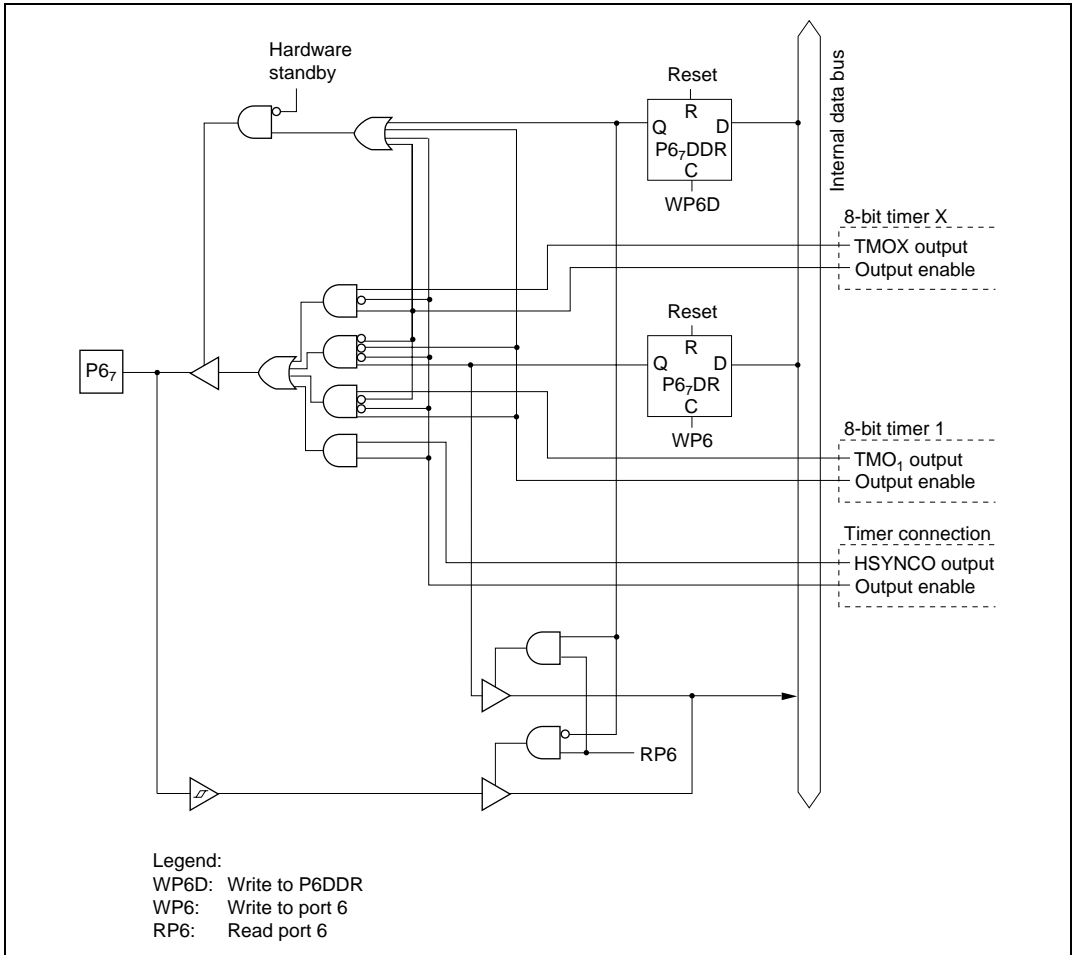 Hardware
standby
Reset
R
Q D
P6₇DDR
C
WP6D
Internal data bus
8-bit timer X
TMOX output
Output enable
Reset
R
Q D
P6₇DR
C
WP6
P6₇
8-bit timer 1
TMO₁ output
Output enable
Timer connection
HSYNCO output
Output enable
RP6
Legend:
WP6D: Write to P6DDR
WP6: Write to port 6
RP6: Read port 6